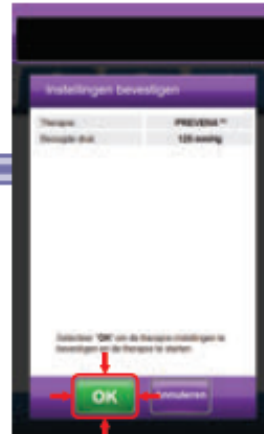 Instellingen bevestigen
Therapie PREVENA™
Beoogde druk 125 mmHg
Selecteer "OK" om de therapie-instellingen te
bevestigen en de therapie te starten
OK Annuleren